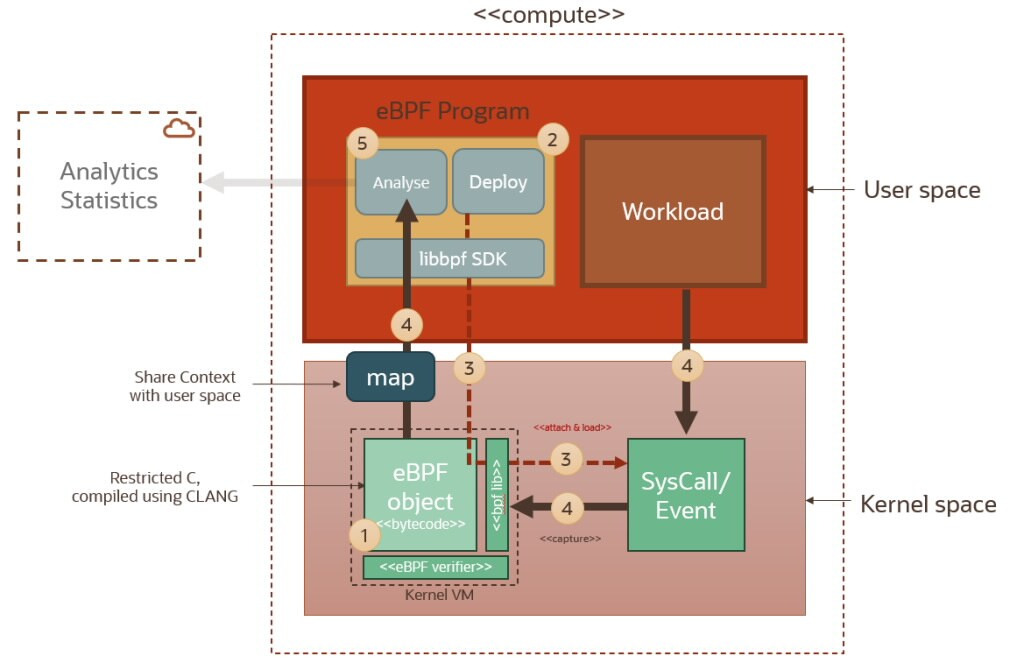 <<compute>>
eBPF Program
5
2
Analyse
Deploy
Workload
libbpf SDK
Analytics
Statistics
User space
4
3
4
map
Share Context
with user space
<<attach & load>>
3
eBPF
object
<<bytecode>>
<<bpf lib>>
SysCall/
Event
4
<<capture>>
Restricted C,
compiled using CLANG
Kernel space
1
<<eBPF verifier>>
Kernel VM